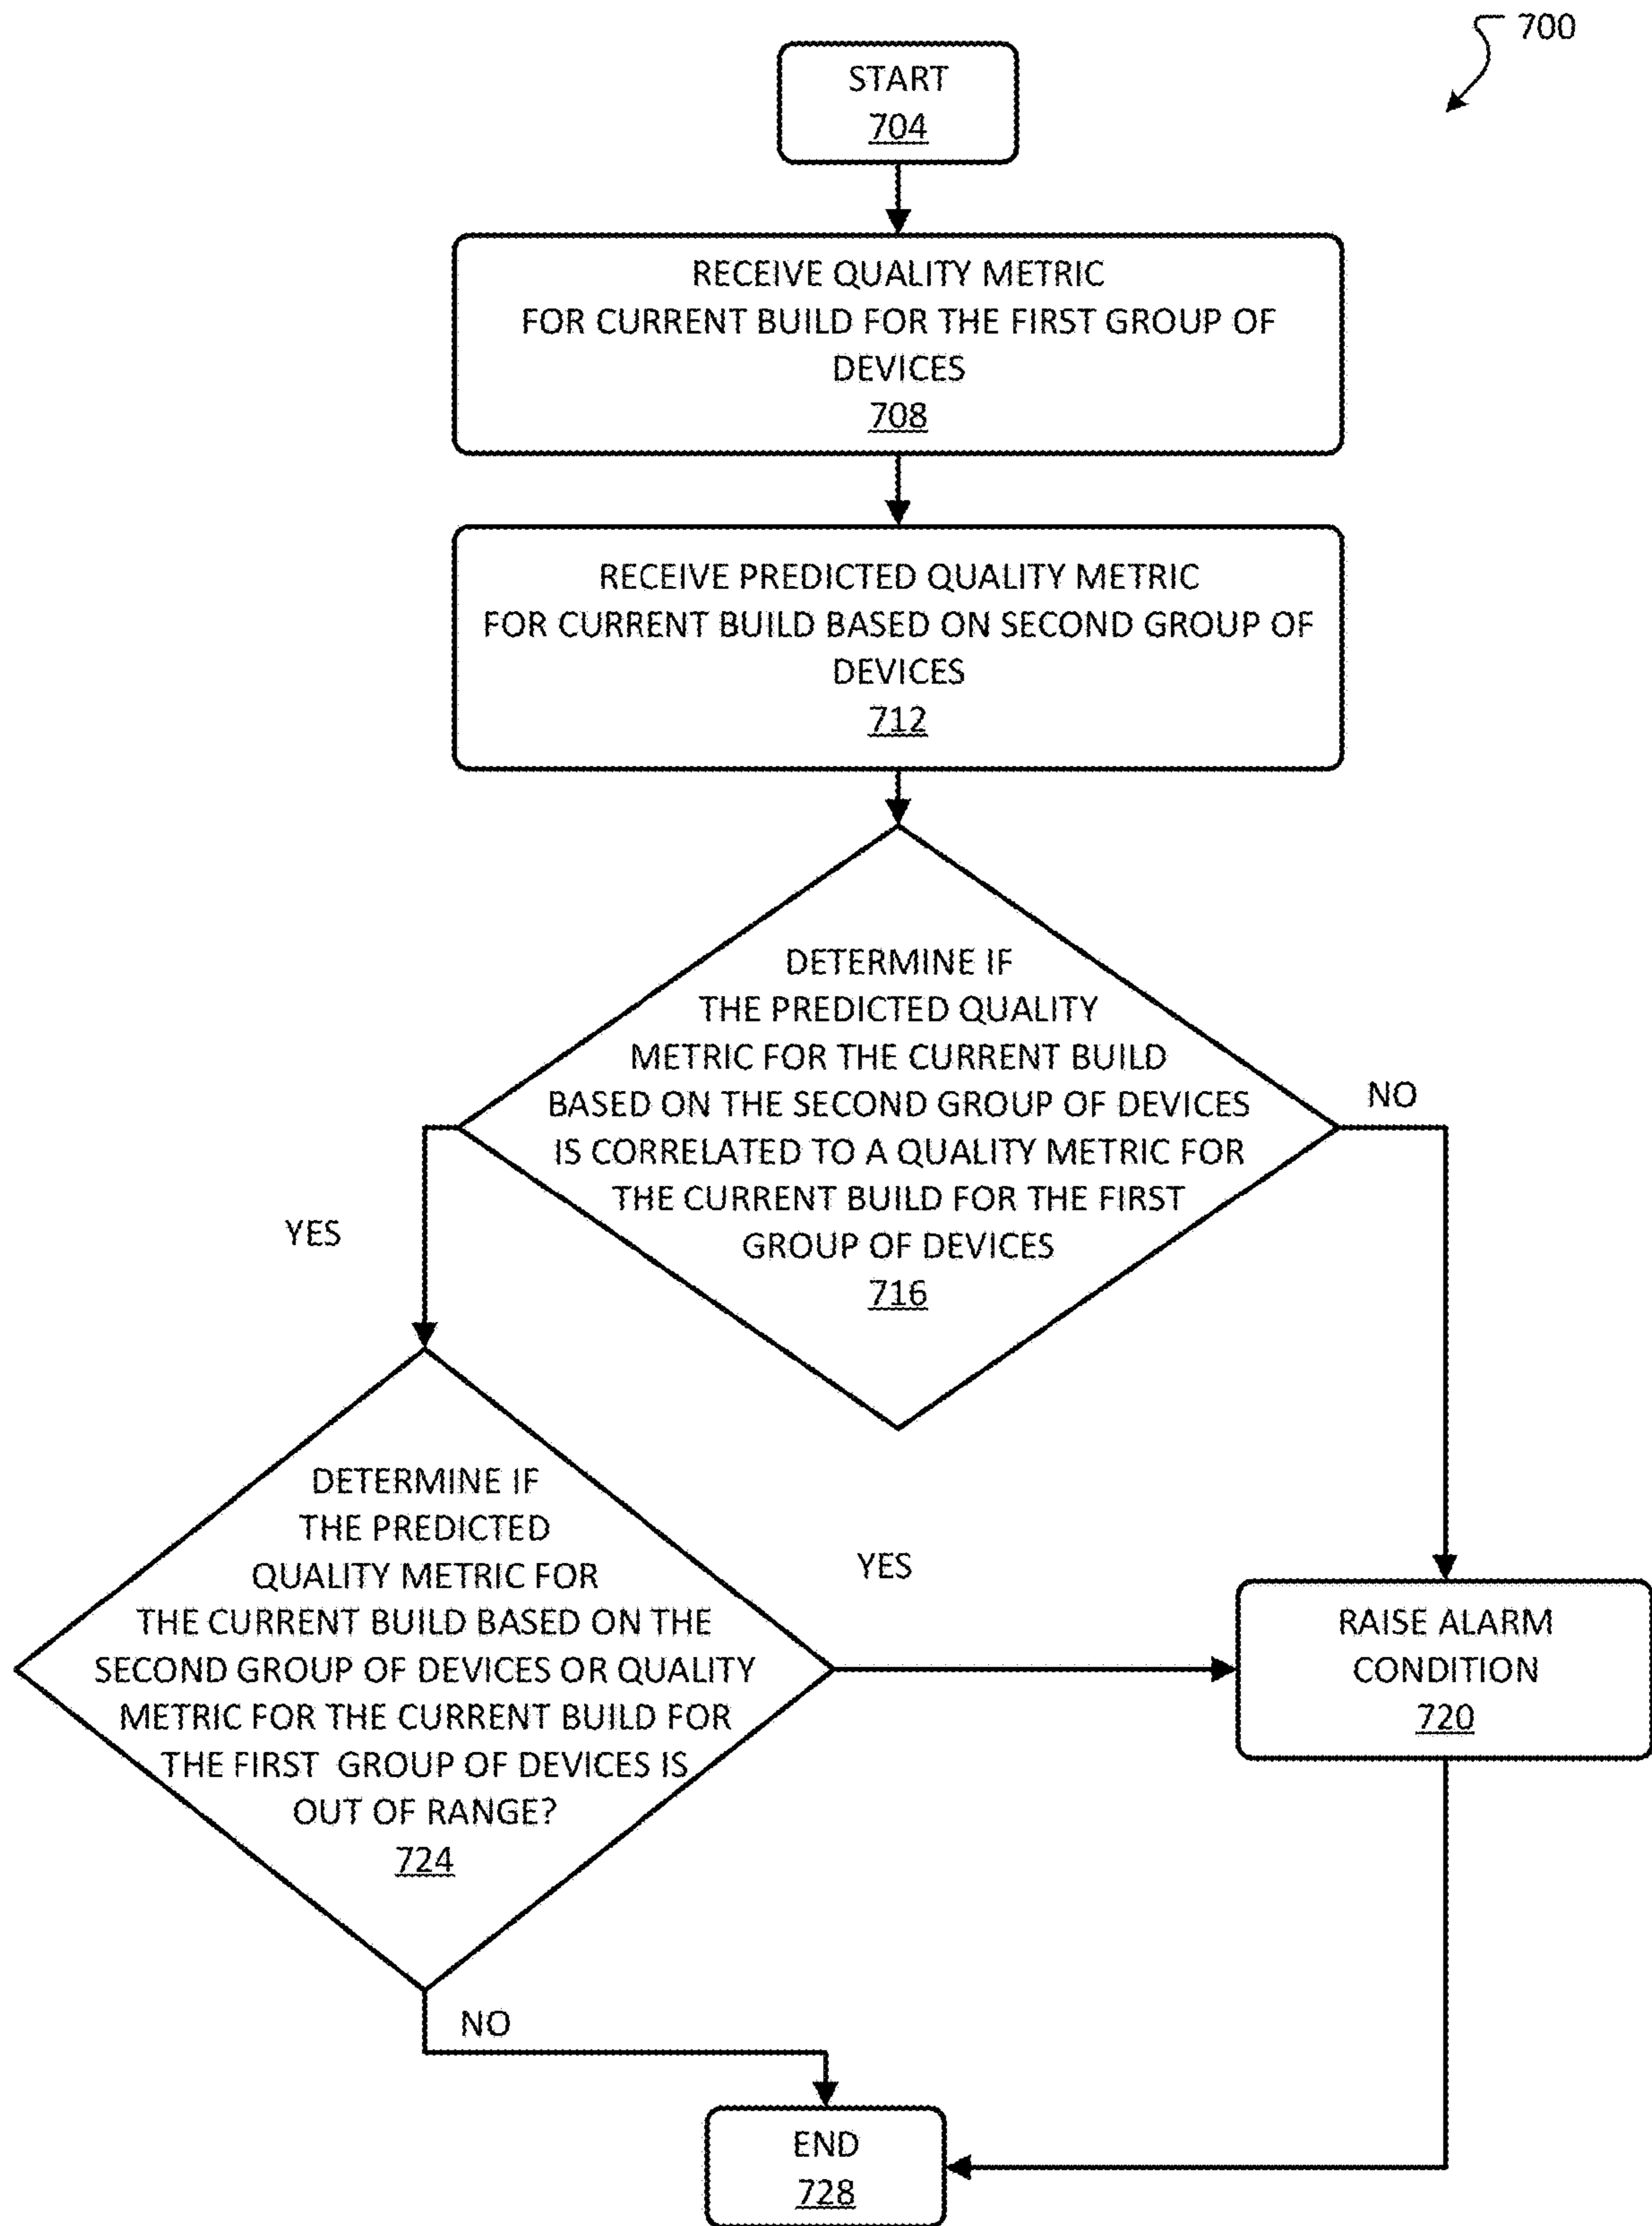 700
START
704
RECEIVE QUALITY METRIC
FOR CURRENT BUILD FOR THE FIRST GROUP OF
DEVICES
708
RECEIVE PREDICTED QUALITY METRIC
FOR CURRENT BUILD BASED ON SECOND GROUP OF
DEVICES
712
DETERMINE IF
THE PREDICTED QUALITY
METRIC FOR THE CURRENT BUILD
BASED ON THE SECOND GROUP OF DEVICES
IS CORRELATED TO A QUALITY METRIC FOR
THE CURRENT BUILD FOR THE FIRST
GROUP OF DEVICES
716
NO
YES
DETERMINE IF
THE PREDICTED
QUALITY METRIC FOR
THE CURRENT BUILD BASED ON THE
SECOND GROUP OF DEVICES OR QUALITY
METRIC FOR THE CURRENT BUILD FOR
THE FIRST GROUP OF DEVICES IS
OUT OF RANGE?
724
YES
RAISE ALARM
CONDITION
720
NO
END
728